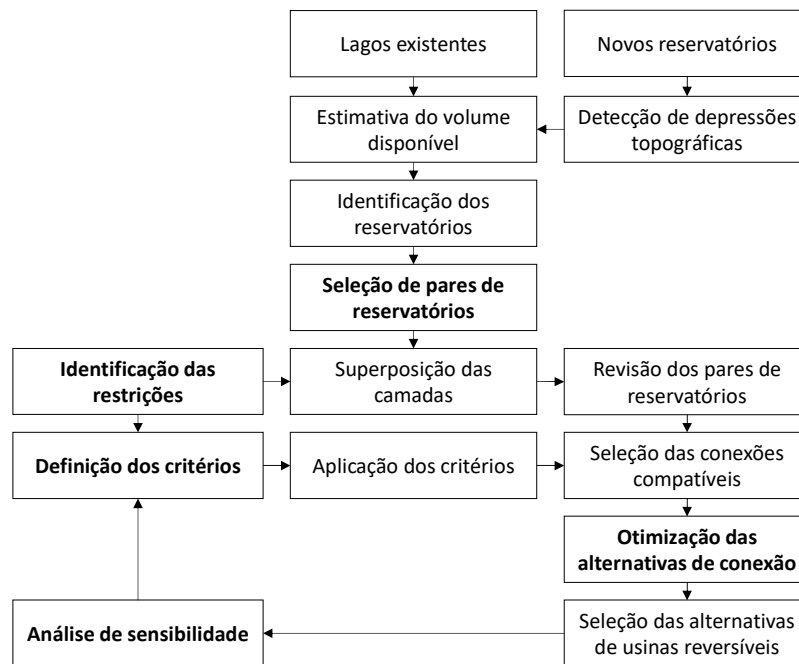 Lagos existentes
Novos reservatórios
Estimativa do volume
disponível
Detecção de depressões
topográficas
Identificação dos
reservatórios
Seleção de pares de
reservatórios
Identificação das
restrições
Superposição das
camadas
Revisão dos pares de
reservatórios
Definição dos critérios
Aplicação dos critérios
Seleção das conexões
compatíveis
Otimização das
alternativas de conexão
Análise de sensibilidade
Seleção das alternativas
de usinas reversíveis